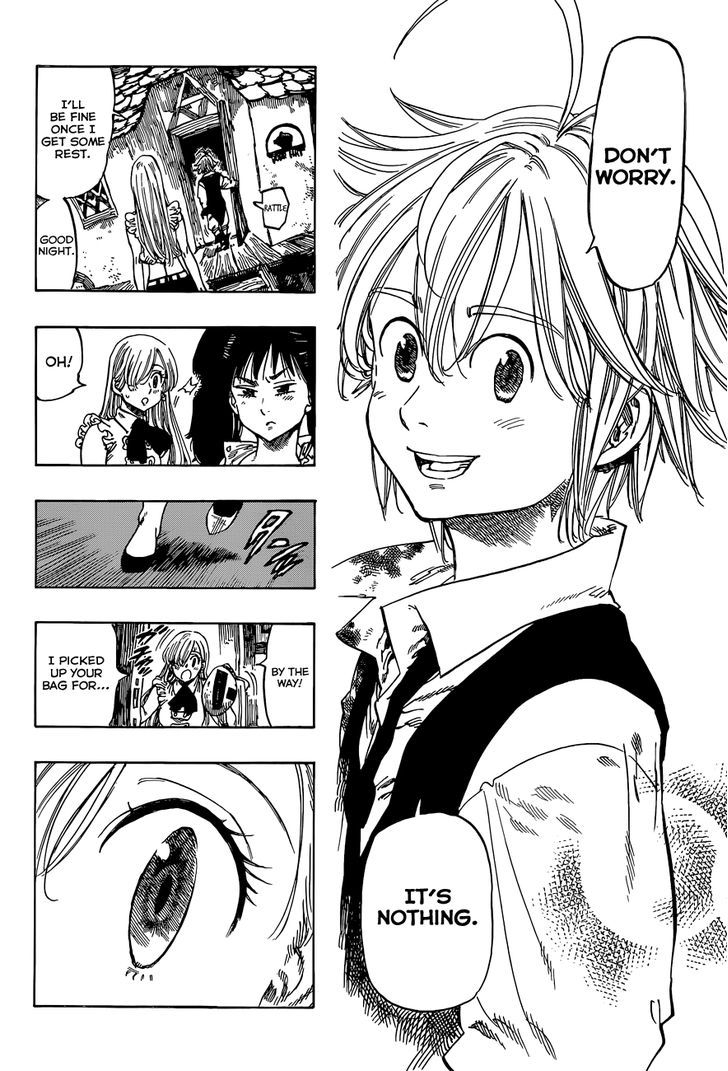 DON'T
WORRY.
IT'S
NOTHING.
I'LL
BE FINE
ONCE I
GET SOME
REST.
RATTLE
GOOD
NIGHT.
OH!
BY THE
WAY!
I PICKED
UP YOUR
BAG FOR...